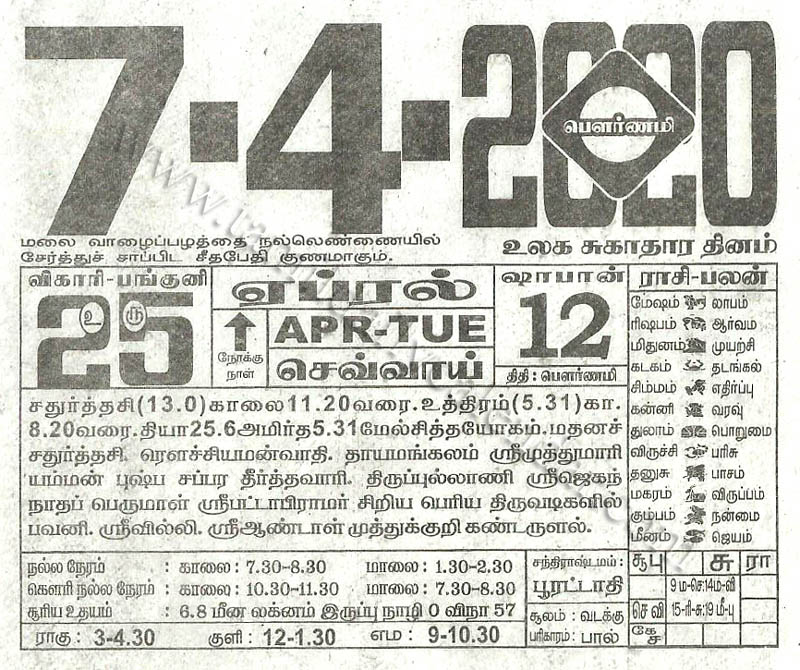 7-4-2020
பௌர்ணமி
மலை வாழைப்பழத்தை நல்லெண்ணையில்
சேர்த்துச் சாப்பிட சீதபேதி குணமாகும்.
உலக சுகாதார தினம்
விகாரி-பங்குனி
25
உ ரு
ஏப்ரல்
நோக்கு
நாள்
APR-TUE
செவ்வாய்
ஷாபான்
12
திதி : பௌர்ணமி
ராசி-பலன்
மேஷம் லாபம்
ரிஷபம் ஆர்வம
மிதுனம் முயற்சி
கடகம் தடங்கல்
சிம்மம் எதிர்ப்பு
கன்னி வரவு
துலாம் பொறுமை
விருச்சி பரிசு
தனுசு பாசம்
மகரம் விருப்பம்
கும்பம் நன்மை
மீனம் ஜெயம்
சதுர்த்தசி(13.0)காலை11.20வரை.உத்திரம்(5.31)கா.
8.20வரை.தியா25.6அமிர்த5.31மேல்சித்தயோகம்.மதனச்
சதுர்த்தசி. ரௌச்சியமன்வாதி. தாயமங்கலம் ஸ்ரீமுத்துமாரி
யம்மன் புஷ்ப சப்பர தீர்த்தவாரி. திருப்புல்லாணி ஸ்ரீஜெகந்
நாதப் பெருமாள் ஸ்ரீபட்டாபிராமர் சிறிய பெரிய திருவடிகளில்
பவனி. ஸ்ரீவில்லி. ஸ்ரீஆண்டாள் முத்துக்குறி கண்டருளல்.
நல்ல நேரம் : காலை : 7.30-8.30 மாலை : 1.30-2.30
கௌரி நல்ல நேரம் : காலை : 10.30-11.30 மாலை : 7.30-8.30
சூரிய உதயம் : 6.8 மீன லக்னம் இருப்பு நாழி 0 விநா 57
ராகு : 3-4.30 குளி : 12-1.30 எம : 9-10.30
சந்திராஷ்டமம் :
பூரட்டாதி
சூலம் : வடக்கு
பரிகாரம் : பால்
சூ பு சு ரா
9 ம-செ:14ம-வீ
செ வி 15-ரி-சு:19 மீ-பு
கே